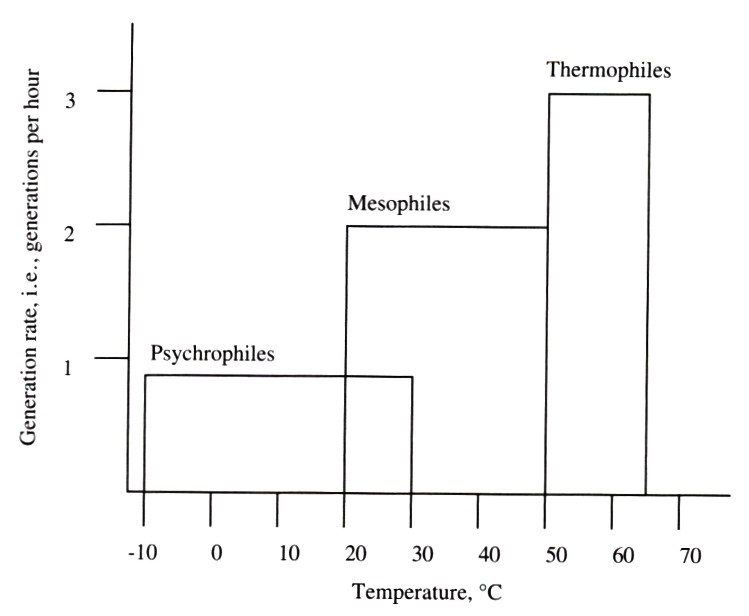 Thermophiles
3
Mesophiles
2
Psychrophiles
1
Generation rate, i.e., generations per hour
-10 0 10 20 30 40 50 60 70
Temperature, °C